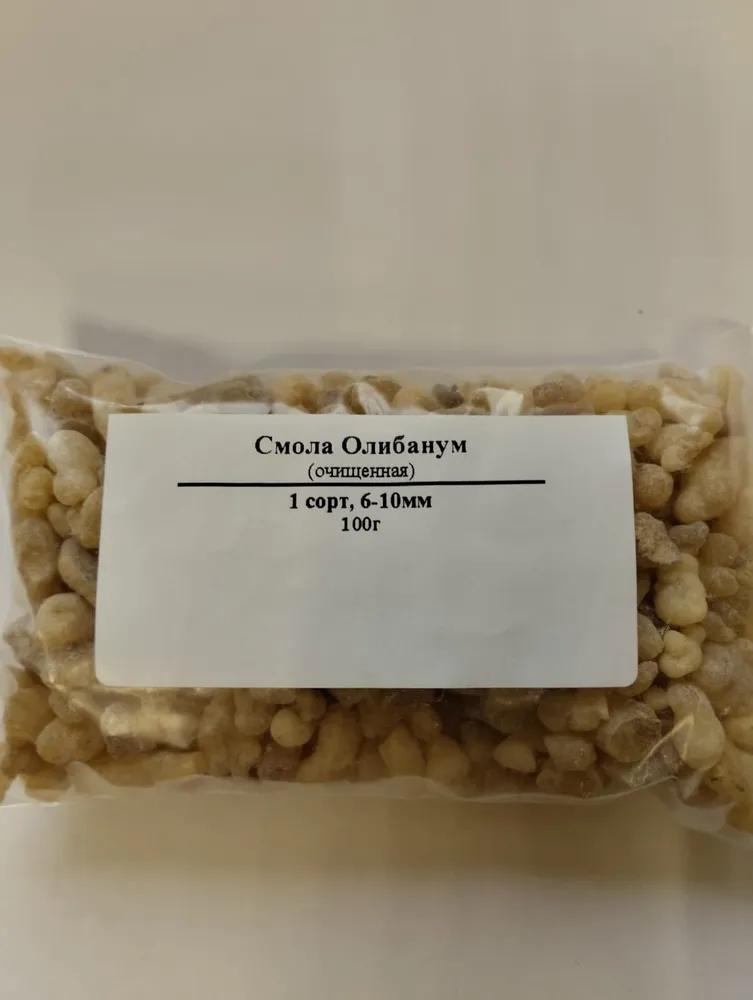 Смола Олибанум
(очищенная)
1 сорт, 6-10мм
100г